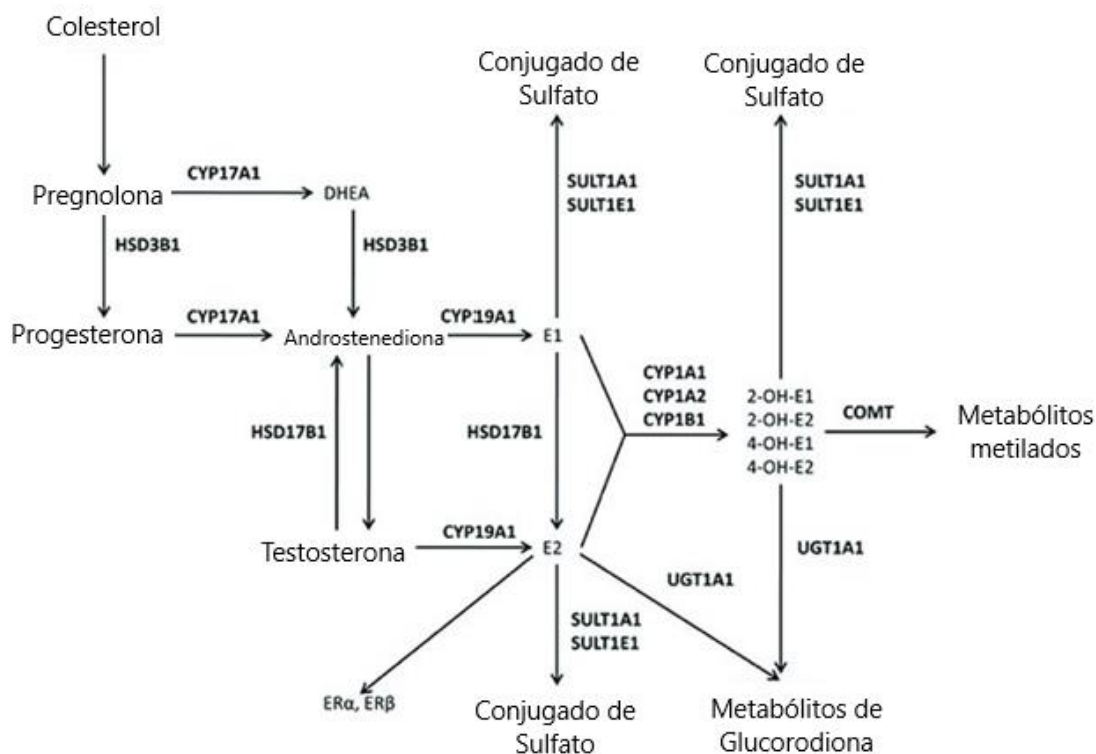 Colesterol
Conjugado de
Sulfato
Conjugado de
Sulfato
CYP17A1
Pregnolona
DHEA
SULT1A1
SULT1E1
SULT1A1
SULT1E1
HSD3B1
HSD3B1
Progesterona
CYP17A1
Androstenediona
CYP19A1
E1
CYP1A1
CYP1A2
CYP1B1
2-OH-E1
2-OH-E2
4-OH-E1
4-OH-E2
COMT
Metabólitos
metilados
HSD17B1
HSD17B1
Testosterona
CYP19A1
E2
UGT1A1
UGT1A1
SULT1A1
SULT1E1
ERα, ERβ
Conjugado de
Sulfato
Metabólitos de
Glucorodiona